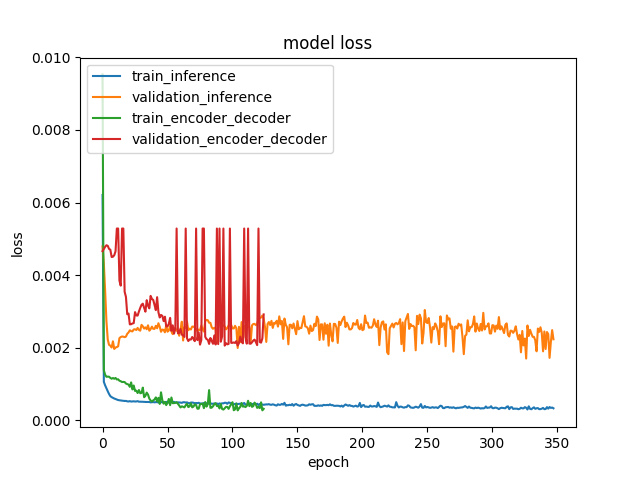 model loss
0.010
0.008
0.006
0.004
0.002
0.000
loss
train_inference
validation_inference
train_encoder_decoder
validation_encoder_decoder
0 50 100 150 200 250 300 350
epoch